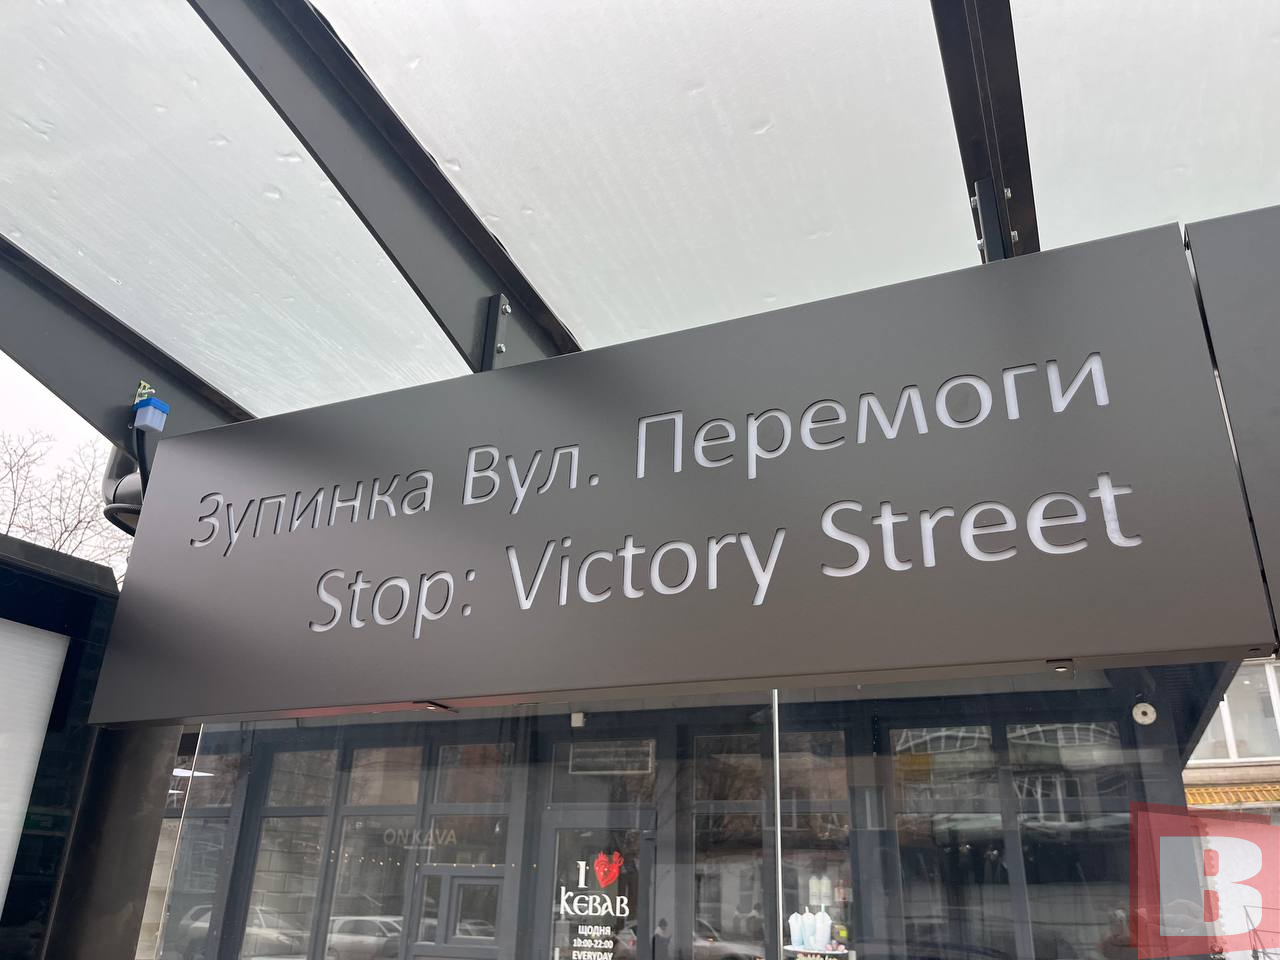 Зупинка Вул. Перемоги
Stop: Victory Street
ON KAVA
I
KEBAB
ЩОДНЯ
10:00-22:00
EVERYDAY
B